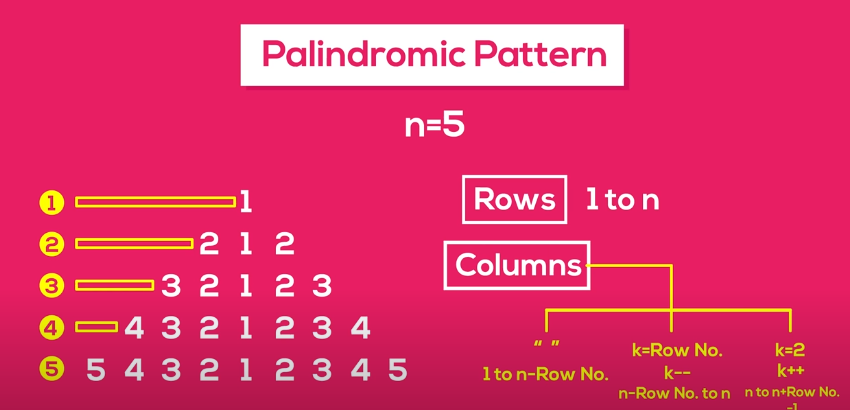 Palindromic Pattern
n=5
1 1
2 2 1 2
3 3 2 1 2 3
4 4 3 2 1 2 3 4
5 5 4 3 2 1 2 3 4 5
Rows 1 to n
Columns
“ ”
1 to n-Row No.
k=Row No.
k--
n-Row No. to n
k=2
k++
n to n+Row No.
-1